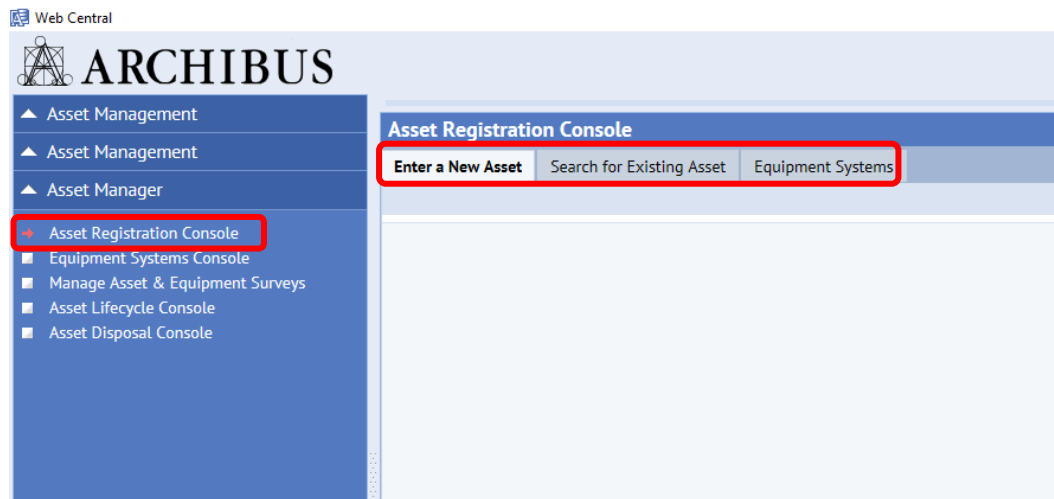 Web Central
ARCHIBUS
Asset Management
Asset Management
Asset Manager
Asset Registration Console
Equipment Systems Console
Manage Asset & Equipment Surveys
Asset Lifecycle Console
Asset Disposal Console
Asset Registration Console
Enter a New Asset Search for Existing Asset Equipment Systems